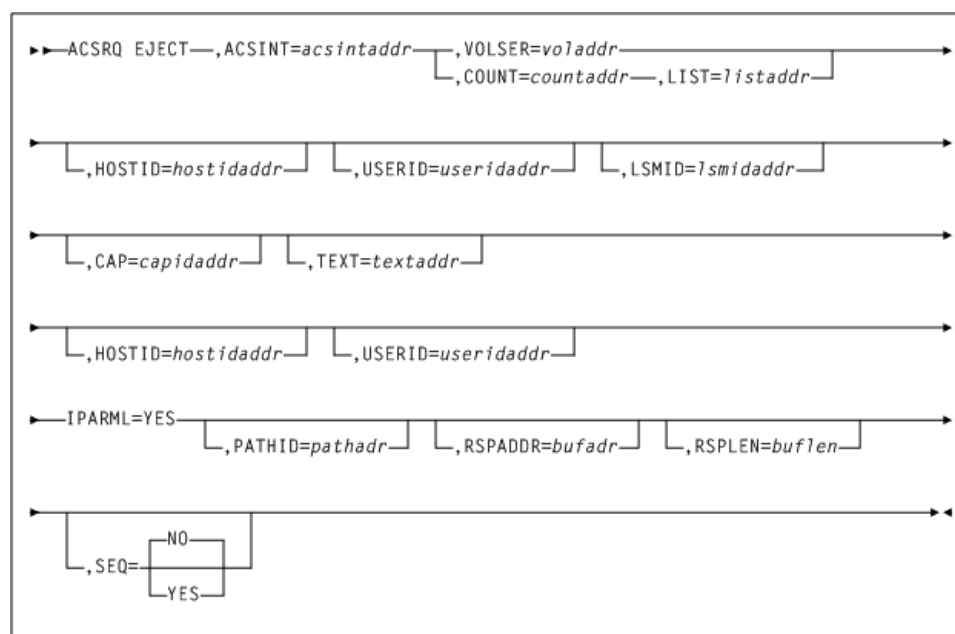 ACSRQ EJECT ,ACSINT=acsintaddr ,VOLSER=voladdr
,COUNT=countaddr ,LIST=listaddr
,HOSTID=hostidaddr ,USERID=useridaddr ,LSMID=lsmidaddr
,CAP=capidaddr ,TEXT=textaddr
,HOSTID=hostidaddr ,USERID=useridaddr
IPARML=YES
,PATHID=pathadr ,RSPADDR=bufadr ,RSPLEN=buflen
NO
,SEQ=
YES